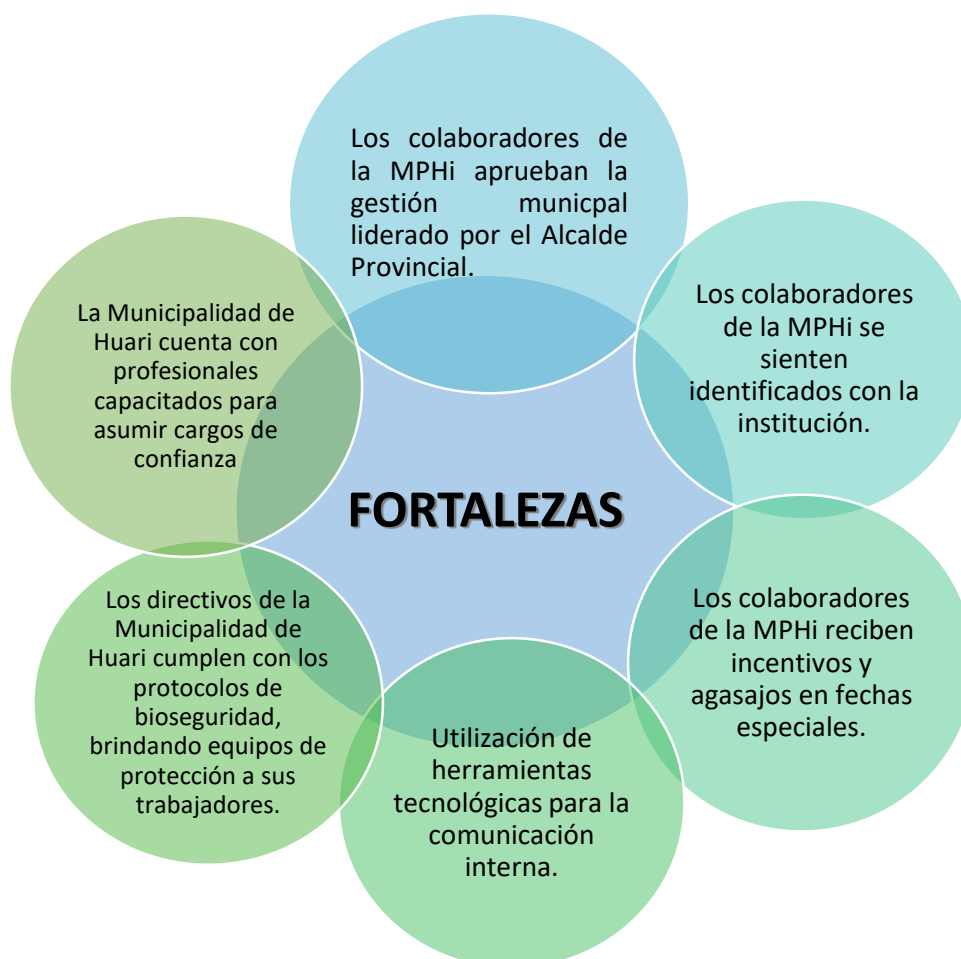 Los colaboradores de
la MPHi aprueban la
gestión municpal
liderado por el Alcalde
Provincial.
Los colaboradores
de la MPHi se
sienten
identificados con la
institución.
Los colaboradores
de la MPHi reciben
incentivos y
agasajos en fechas
especiales.
Utilización de
herramientas
tecnológicas para la
comunicación
interna.
Los directivos de la
Municipalidad de
Huari cumplen con los
protocolos de
bioseguridad,
brindando equipos de
protección a sus
trabajadores.
La Municipalidad de
Huari cuenta con
profesionales
capacitados para
asumir cargos de
confianza
FORTALEZAS